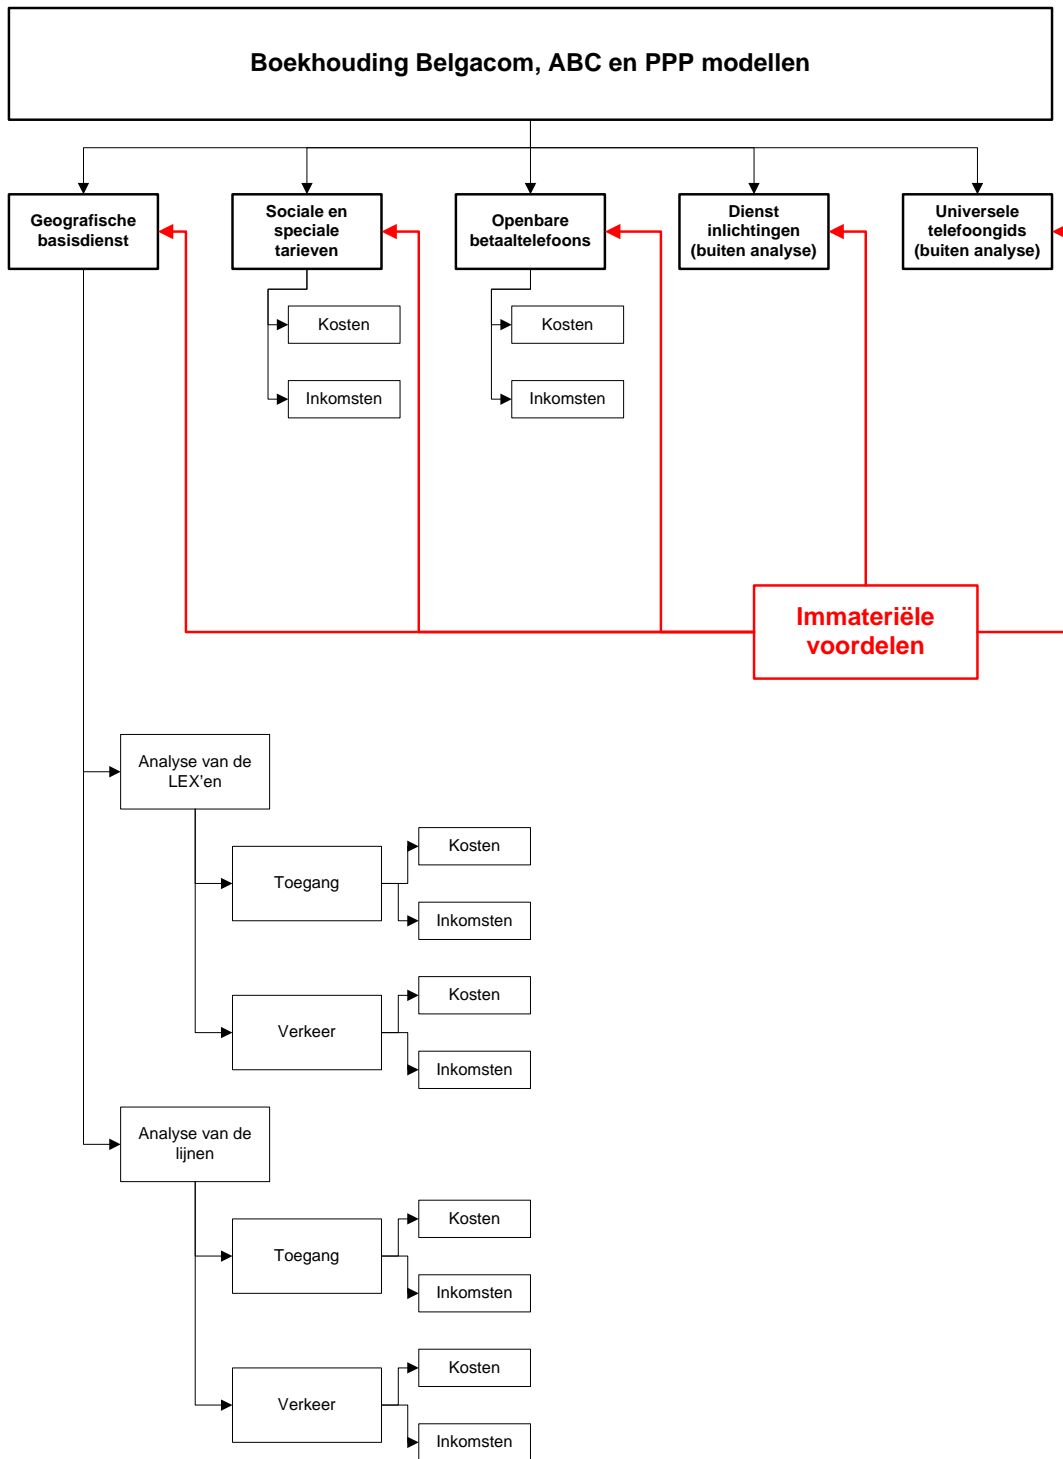 Boekhouding Belgacom, ABC en PPP modellen
Geografische
basisdienst
Sociale en
speciale
tarieven
Openbare
betaaltelefoons
Dienst
inlichtingen
(buiten analyse)
Universele
telefoongids
(buiten analyse)
Kosten
Inkomsten
Kosten
Inkomsten
Immateriële
voordelen
Analyse van de
LEX'en
Toegang
Kosten
Inkomsten
Verkeer
Kosten
Inkomsten
Analyse van de
lijnen
Toegang
Kosten
Inkomsten
Verkeer
Kosten
Inkomsten